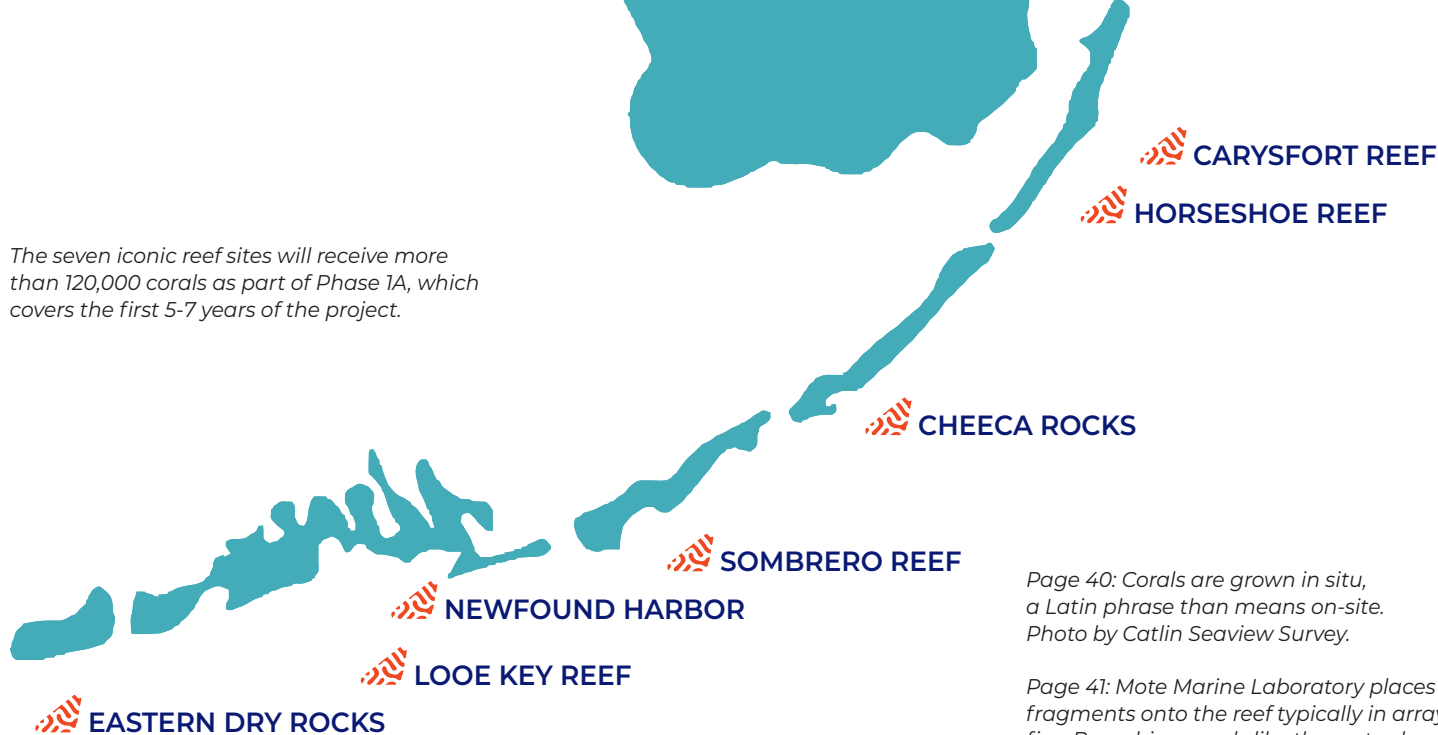 CARYSFORT REEF
HORSESHOE REEF
The seven iconic reef sites will receive more
than 120,000 corals as part of Phase 1A, which
covers the first 5-7 years of the project.
CHEECA ROCKS
SOMBRERO REEF
NEWFOUND HARBOR
LOOE KEY REEF
EASTERN DRY ROCKS
Page 40: Corals are grown in situ,
a Latin phrase than means on-site.
Photo by Catlin Seaview Survey.
Page 41: Mote Marine Laboratory places
fragments onto the reef typically in